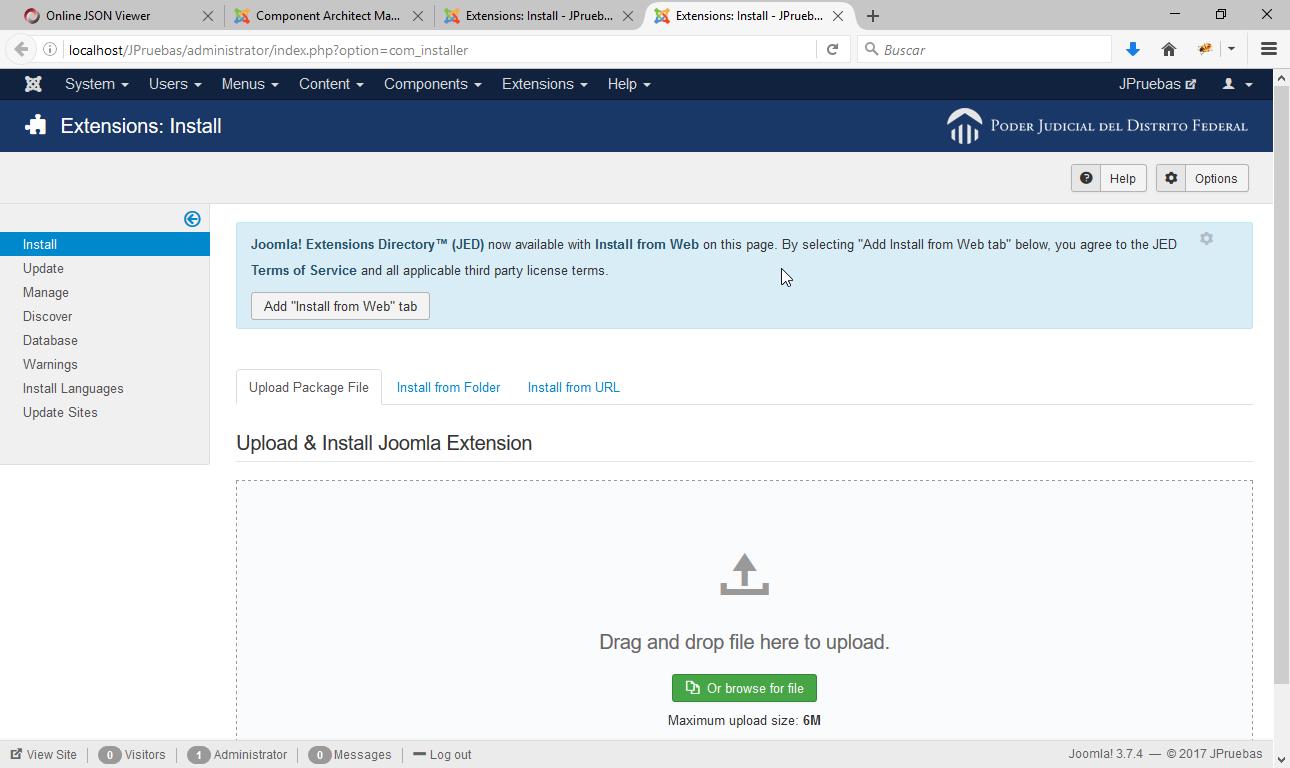 Online JSON Viewer
Component Architect Ma...
Extensions: Install - JPrueb...
Extensions: Install - JPrueb...
localhost/JPruebas/administrator/index.php?option=com_installer
Buscar
System Users Menus Content Components Extensions Help JPruebas
Extensions: Install
PODER JUDICIAL DEL DISTRITO FEDERAL
Help
Options
Install
Update
Manage
Discover
Database
Warnings
Install Languages
Update Sites
Joomla! Extensions Directory™ (JED) now available with Install from Web on this page. By selecting "Add Install from Web tab" below, you agree to the JED
Terms of Service and all applicable third party license terms.
Add "Install from Web" tab
Upload Package File Install from Folder Install from URL
Upload & Install Joomla Extension
Drag and drop file here to upload.
Or browse for file
Maximum upload size: 6M
View Site 0 Visitors 1 Administrator 0 Messages Log out
Joomla! 3.7.4 — © 2017 JPruebas